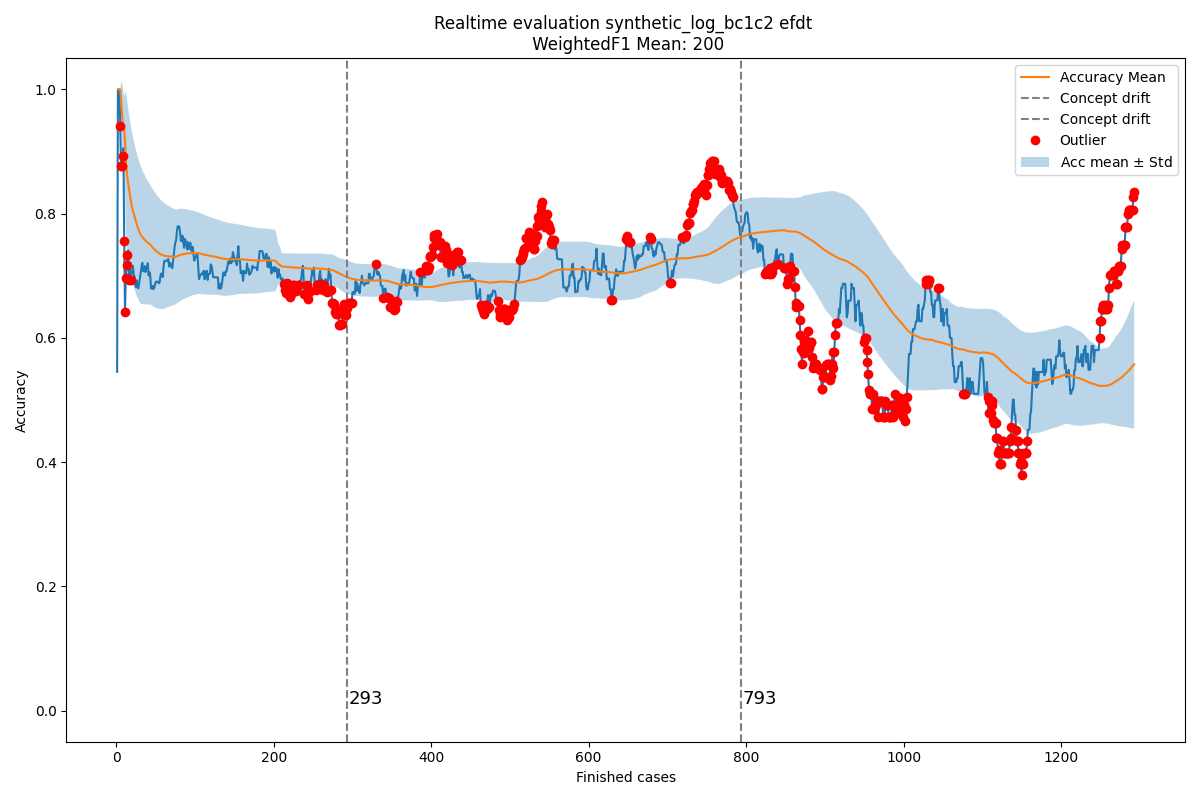 Realtime evaluation synthetic_log_bc1c2 efdt
WeightedF1 Mean: 200
Accuracy Mean
Concept drift
Concept drift
Outlier
Acc mean ± Std
1.0
0.8
0.6
0.4
0.2
0.0
Accuracy
293
793
0
200
400
600
800
1000
1200
Finished cases